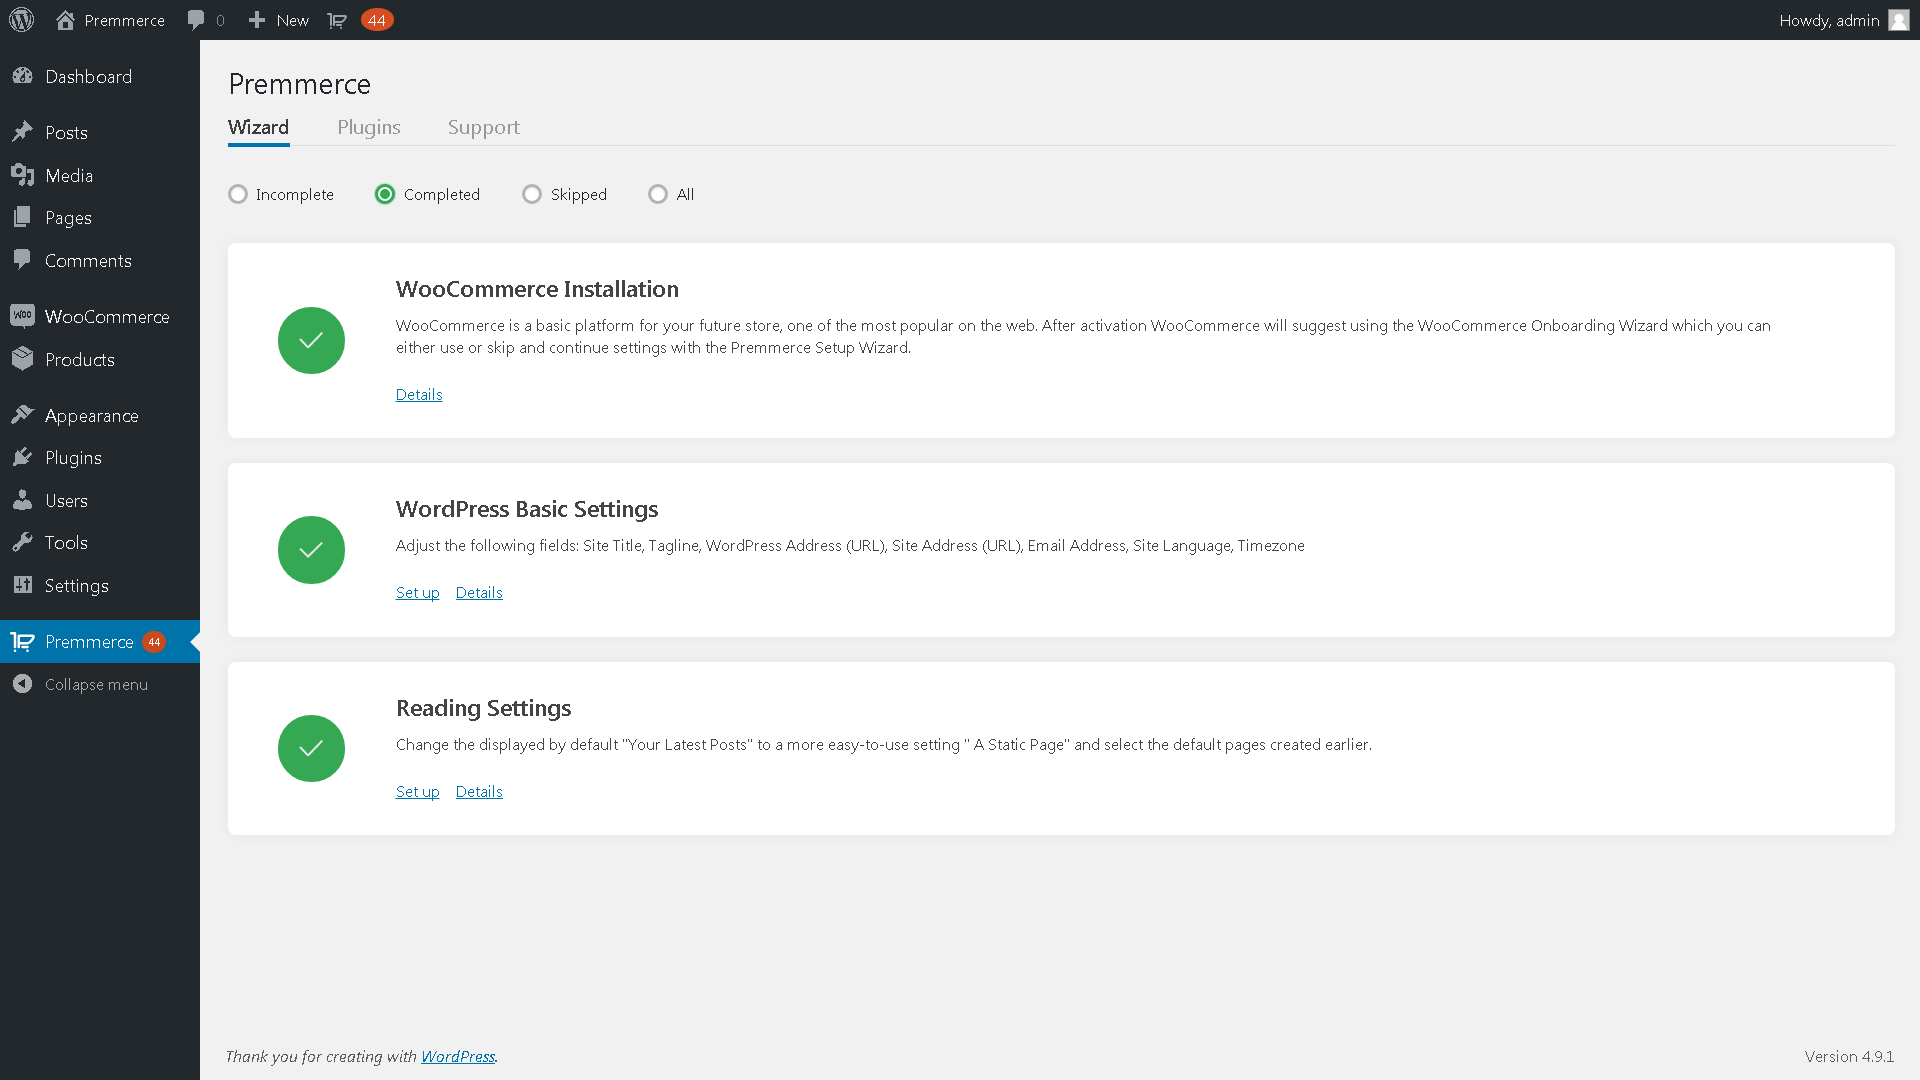 Premmerce 0 New 44 Howdy, admin
Dashboard
Posts
Media
Pages
Comments
WOO WooCommerce
Products
Appearance
Plugins
Users
Tools
Settings
Premmerce 44
Collapse menu
Premmerce
Wizard Plugins Support
Incomplete Completed Skipped All
WooCommerce Installation
WooCommerce is a basic platform for your future store, one of the most popular on the web. After activation WooCommerce will suggest using the WooCommerce Onboarding Wizard which you can
either use or skip and continue settings with the Premmerce Setup Wizard.
Details
WordPress Basic Settings
Adjust the following fields: Site Title, Tagline, WordPress Address (URL), Site Address (URL), Email Address, Site Language, Timezone
Set up Details
Reading Settings
Change the displayed by default "Your Latest Posts" to a more easy-to-use setting " A Static Page" and select the default pages created earlier.
Set up Details
Thank you for creating with WordPress.
Version 4.9.1